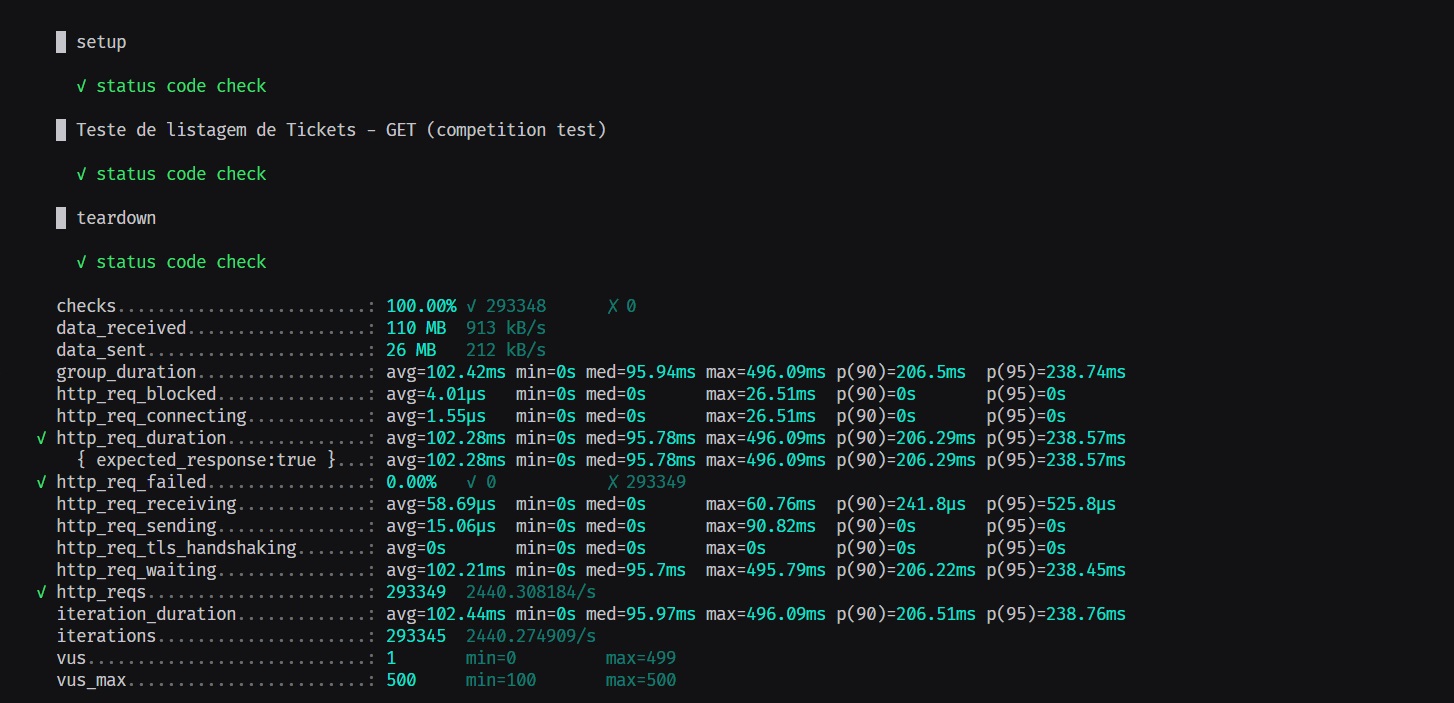 █ setup
√ status code check
█ Teste de listagem de Tickets - GET (competition test)
√ status code check
█ teardown
√ status code check
checks.........................: 100.00% √ 293348      ✗ 0
data_received..................: 110 MB  913 kB/s
data_sent......................: 26 MB   212 kB/s
group_duration.................: avg=102.42ms min=0s med=95.94ms max=496.09ms p(90)=206.5ms  p(95)=238.74ms
http_req_blocked...............: avg=4.01µs   min=0s med=0s      max=26.51ms  p(90)=0s       p(95)=0s
http_req_connecting............: avg=1.55µs   min=0s med=0s      max=26.51ms  p(90)=0s       p(95)=0s
√ http_req_duration..............: avg=102.28ms min=0s med=95.78ms max=496.09ms p(90)=206.29ms p(95)=238.57ms
{ expected_response:true }...: avg=102.28ms min=0s med=95.78ms max=496.09ms p(90)=206.29ms p(95)=238.57ms
√ http_req_failed................: 0.00%   √ 0           ✗ 293349
http_req_receiving.............: avg=58.69µs  min=0s med=0s      max=60.76ms  p(90)=241.8µs  p(95)=525.8µs
http_req_sending...............: avg=15.06µs  min=0s med=0s      max=90.82ms  p(90)=0s       p(95)=0s
http_req_tls_handshaking.......: avg=0s       min=0s med=0s      max=0s       p(90)=0s       p(95)=0s
http_req_waiting...............: avg=102.21ms min=0s med=95.7ms  max=495.79ms p(90)=206.22ms p(95)=238.45ms
√ http_reqs......................: 293349  2440.308184/s
iteration_duration.............: avg=102.44ms min=0s med=95.97ms max=496.09ms p(90)=206.51ms p(95)=238.76ms
iterations.....................: 293345  2440.274909/s
vus............................: 1       min=0         max=499
vus_max........................: 500     min=100       max=500